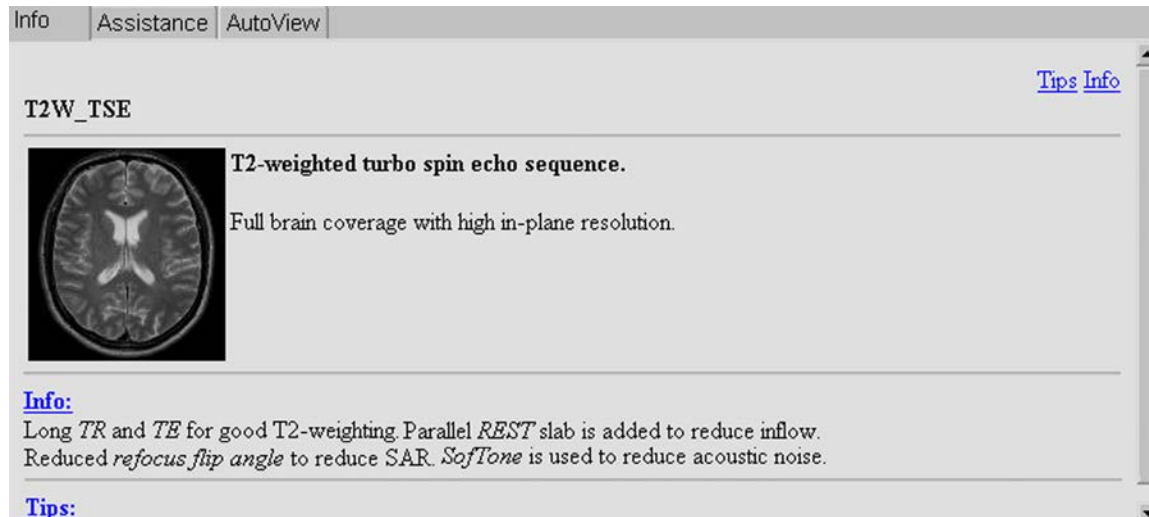 Info Assistance AutoView
Tips Info
T2W_TSE
T2-weighted turbo spin echo sequence.
Full brain coverage with high in-plane resolution.
Info:
Long TR and TE for good T2-weighting. Parallel REST slab is added to reduce inflow.
Reduced refocus flip angle to reduce SAR. SofTone is used to reduce acoustic noise.
Tips: